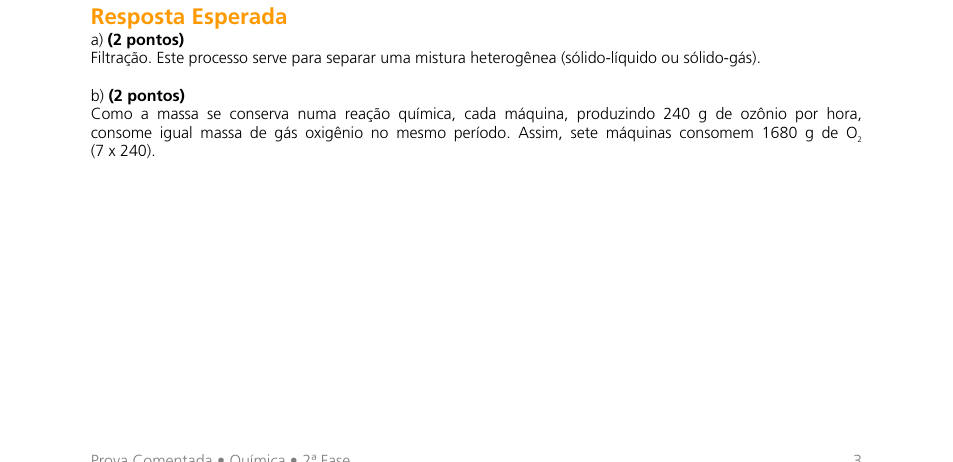 Resposta Esperada
a) (2 pontos)
Filtração. Este processo serve para separar uma mistura heterogênea (sólido-líquido ou sólido-gás).
b) (2 pontos)
Como a massa se conserva numa reação química, cada máquina, produzindo 240 g de ozônio por hora,
consome igual massa de gás oxigênio no mesmo período. Assim, sete máquinas consomem 1680 g de O₂
(7 x 240).
Prova Comentada • Química • 2ª Fase 3